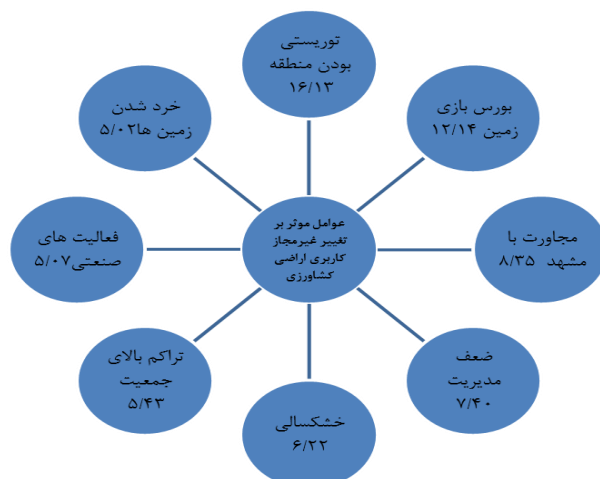 توریستی
بودن منطقه
۱۶/۱۳
بورس بازی
زمین ۱۲/۱۴
مجاورت با
مشهد ۸/۳۵
ضعف
مدیریت
۷/۴۰
خشکسالی
۶/۲۲
تراکم بالای
جمعیت
۵/۴۳
فعالیت های
صنعتی۵/۰۷
خرد شدن
زمین ها۵/۰۲
عوامل موثر بر
تغییر غیرمجاز
کاربری اراضی
کشاورزی